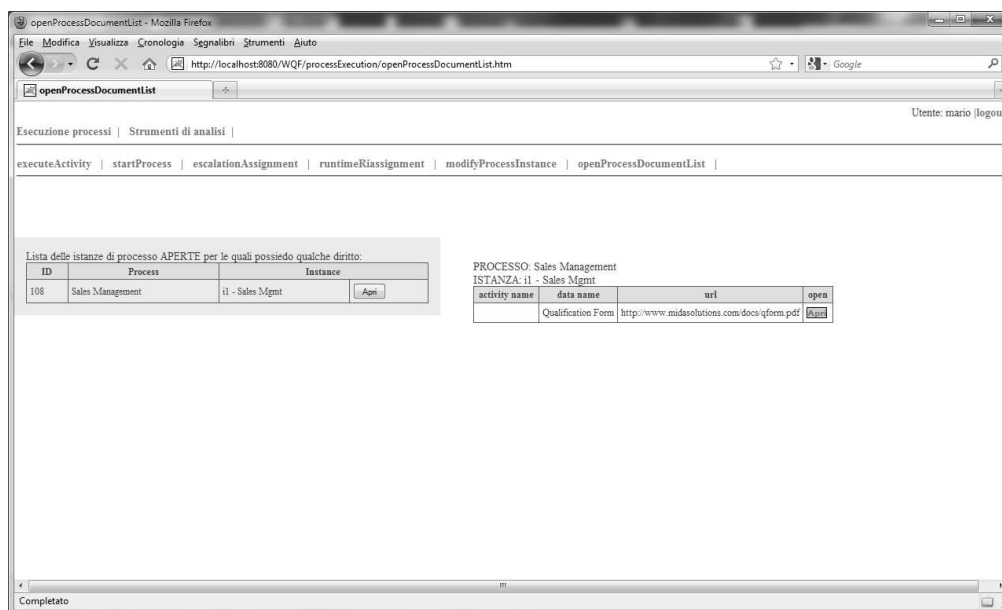 openProcessDocumentList - Mozilla Firefox
File Modifica Visualizza Cronologia Segnalibri Strumenti Aiuto
http://localhost:8080/WQF/processExecution/openProcessDocumentList.htm Google
openProcessDocumentList
Utente: mario |logou
Esecuzione processi | Strumenti di analisi |
executeActivity | startProcess | escalationAssignment | runtimeRiassignment | modifyProcessInstance | openProcessDocumentList |
Lista delle istanze di processo APERTE per le quali possiedo qualche diritto:
ID Process Instance
108 Sales Management i1 - Sales Mgmt Apri
PROCESSO: Sales Management
ISTANZA: i1 - Sales Mgmt
activity name data name url open
Qualification Form http://www.midasolutions.com/docs/qform.pdf Apri
Completato